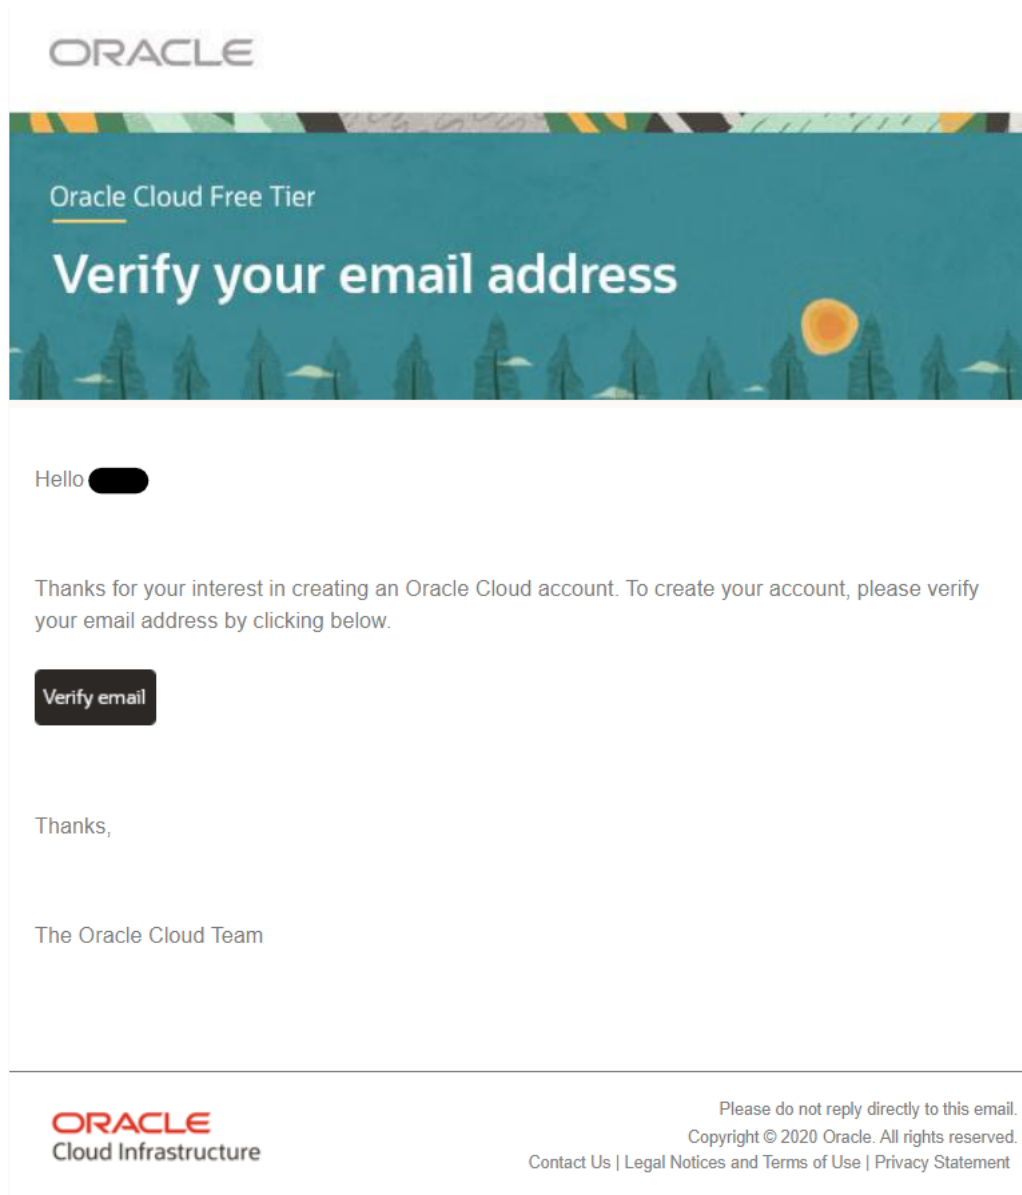 ORACLE
Oracle Cloud Free Tier
Verify your email address
Hello
Thanks for your interest in creating an Oracle Cloud account. To create your account, please verify
your email address by clicking below.
Verify email
Thanks,
The Oracle Cloud Team
ORACLE
Cloud Infrastructure
Please do not reply directly to this email.
Copyright © 2020 Oracle. All rights reserved.
Contact Us | Legal Notices and Terms of Use | Privacy Statement